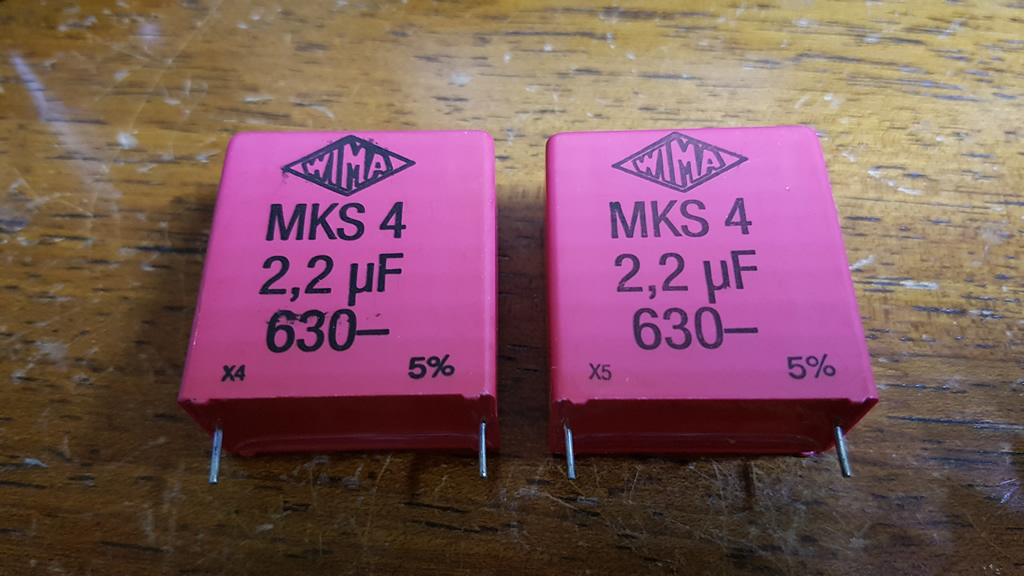 WIMA
MKS 4
2,2 µF
630–
X4 5%
WIMA
MKS 4
2,2 µF
630–
X5 5%